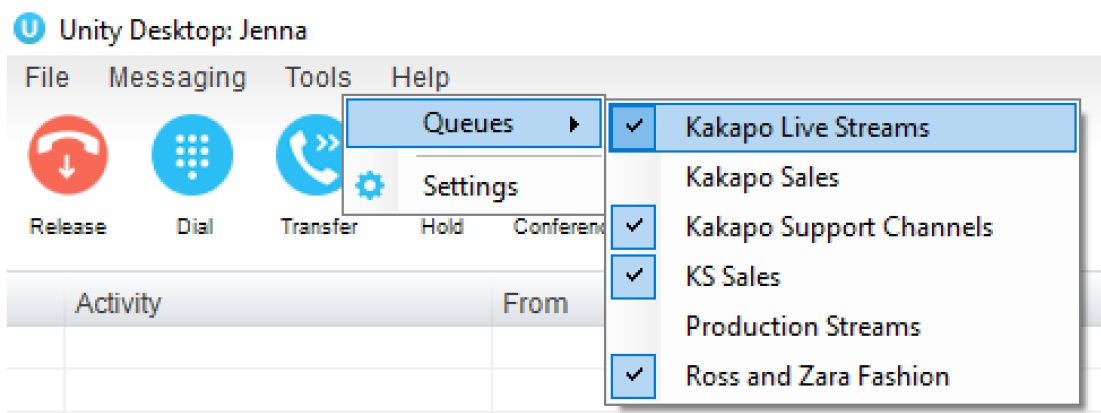 U Unity Desktop: Jenna
File Messaging Tools Help
Queues
Settings
Kakapo Live Streams
Kakapo Sales
Kakapo Support Channels
KS Sales
Production Streams
Ross and Zara Fashion
Release Dial Transfer Hold
Activity From